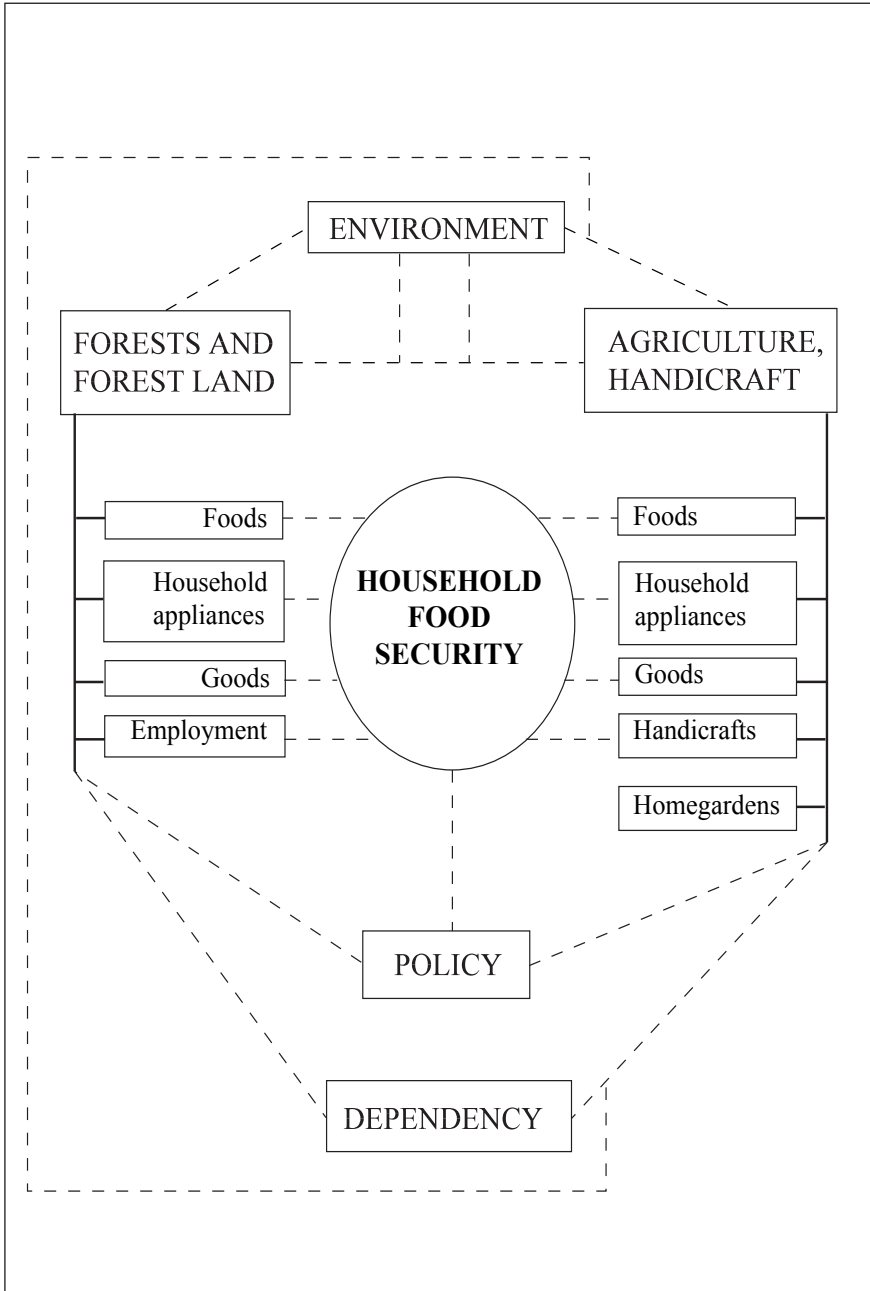 ENVIRONMENT
FORESTS AND
FOREST LAND
AGRICULTURE,
HANDICRAFT
Foods
Household
appliances
Goods
Employment
HOUSEHOLD
FOOD
SECURITY
Foods
Household
appliances
Goods
Handicrafts
Homegardens
POLICY
DEPENDENCY